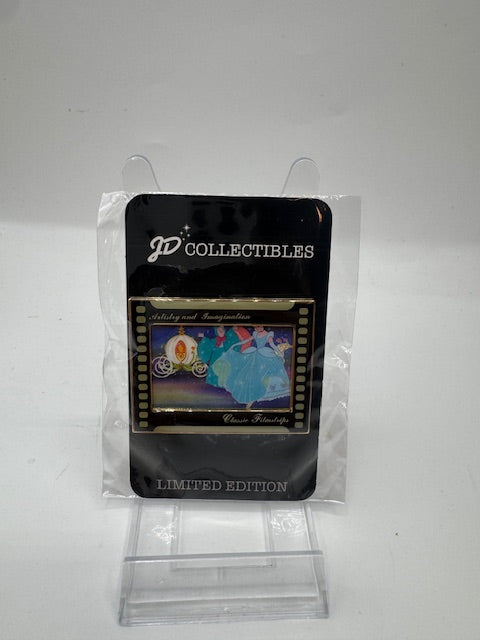 JD COLLECTIBLES
Artistry and Imagination
Classic Filmstrips
LIMITED EDITION